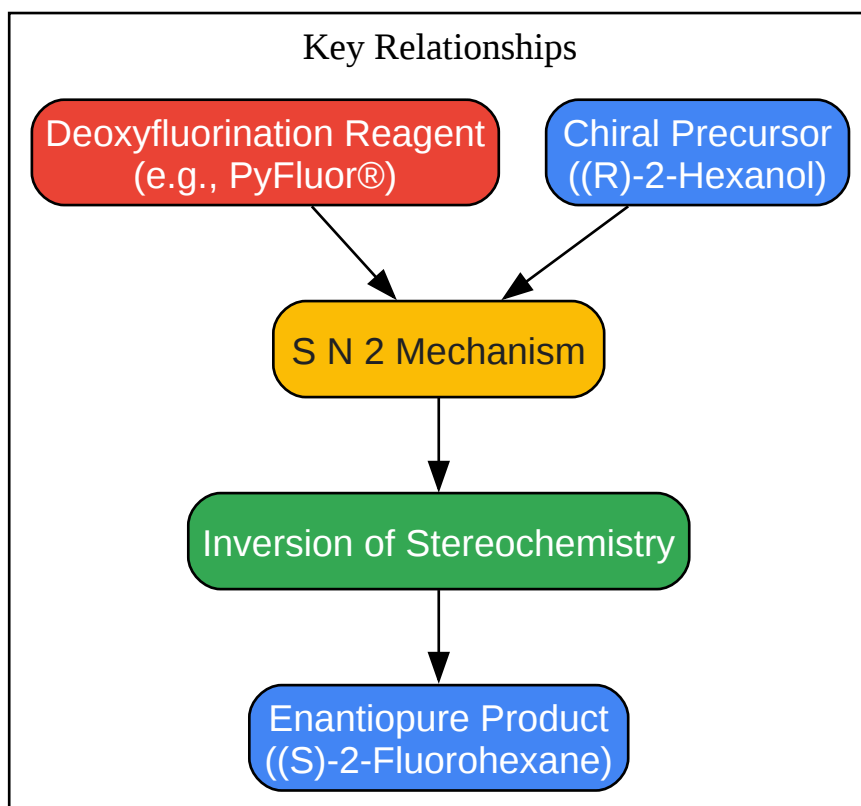 Key Relationships
Deoxyfluorination Reagent
(e.g., PyFluor®)
Chiral Precursor
((R)-2-Hexanol)
S N 2 Mechanism
Inversion of Stereochemistry
Enantiopure Product
((S)-2-Fluorohexane)